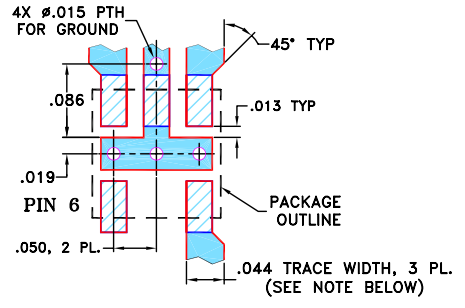 4X ø.015 PTH
FOR GROUND
45° TYP
.086
.013 TYP
.019
PIN 6
PACKAGE
OUTLINE
.050, 2 PL.
.044 TRACE WIDTH, 3 PL.
(SEE NOTE BELOW)